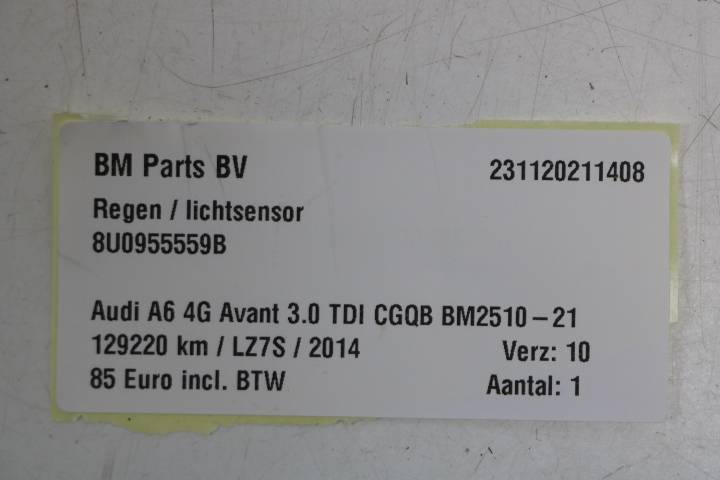 BM Parts BV 231120211408
Regen / lichtsensor
8U0955559B
Audi A6 4G Avant 3.0 TDI CGQB BM2510-21
129220 km / LZ7S / 2014 Verz: 10
85 Euro incl. BTW Aantal: 1